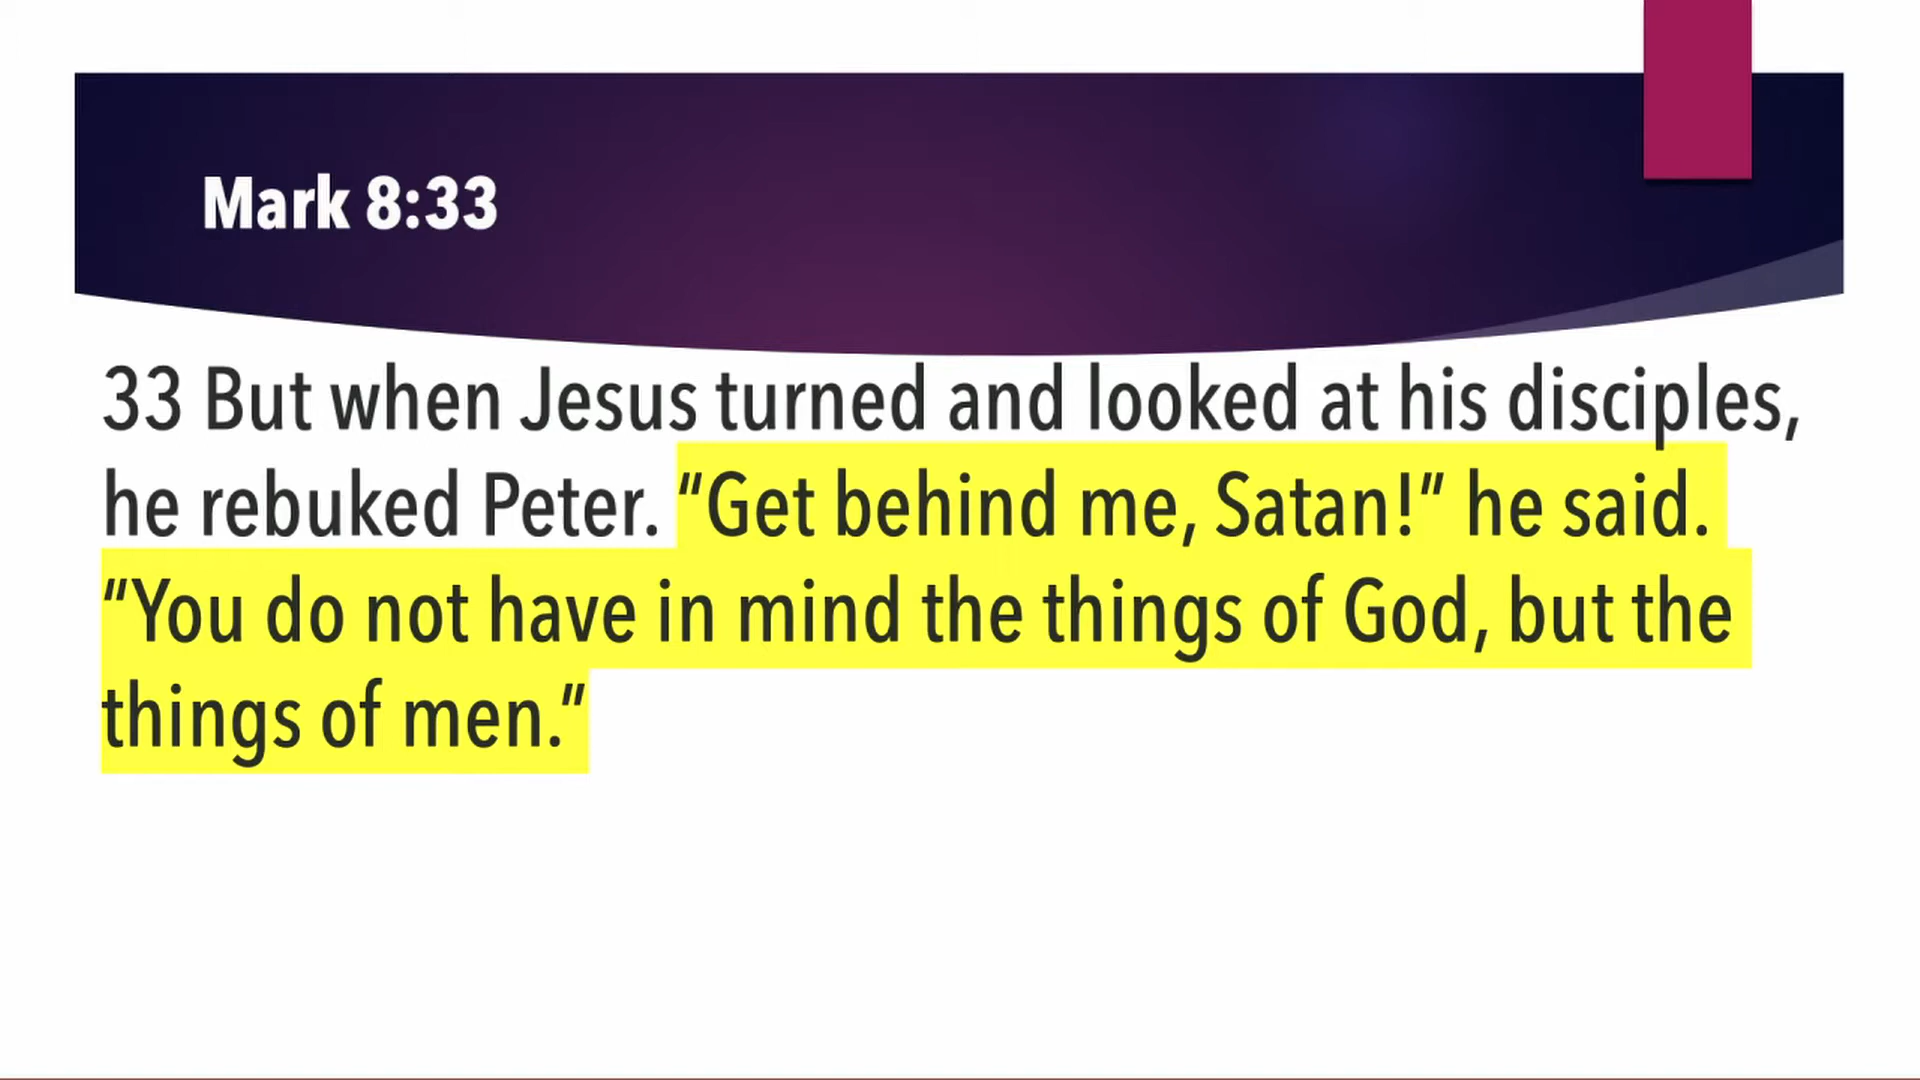 Mark 8:33
33 But when Jesus turned and looked at his disciples,
he rebuked Peter. “Get behind me, Satan!” he said.
“You do not have in mind the things of God, but the
things of men.”